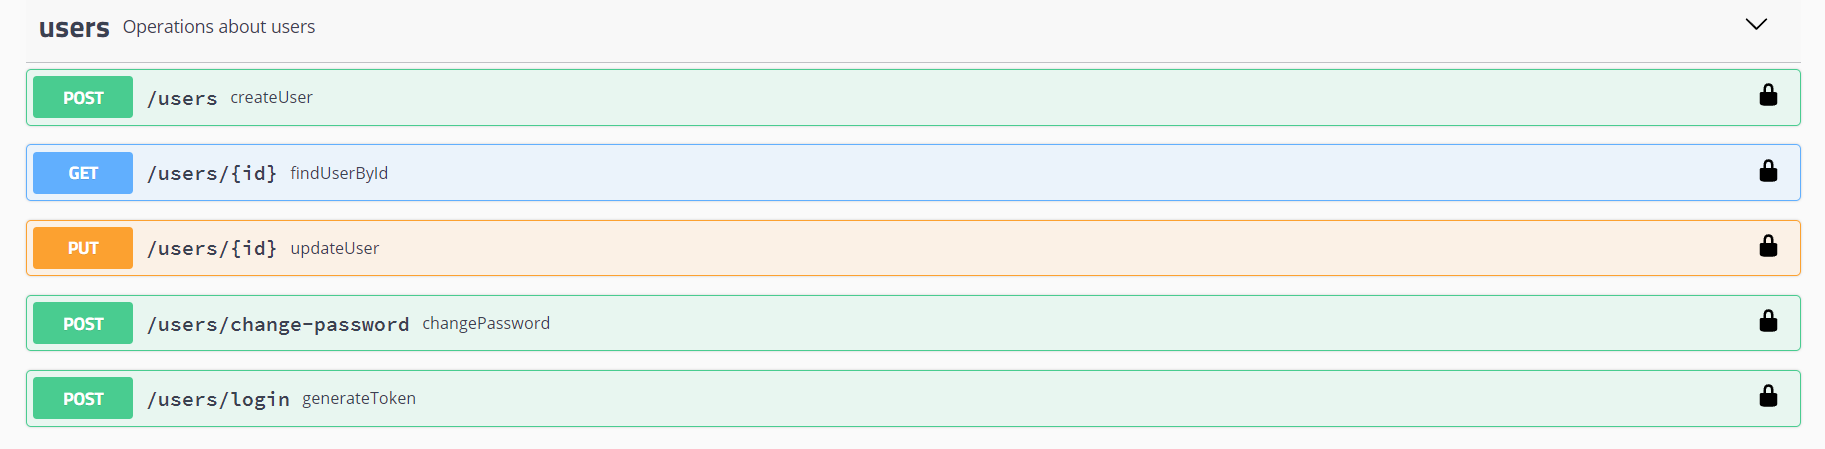 users Operations about users
POST /users createUser
GET /users/{id} findUserById
PUT /users/{id} updateUser
POST /users/change-password changePassword
POST /users/login generateToken